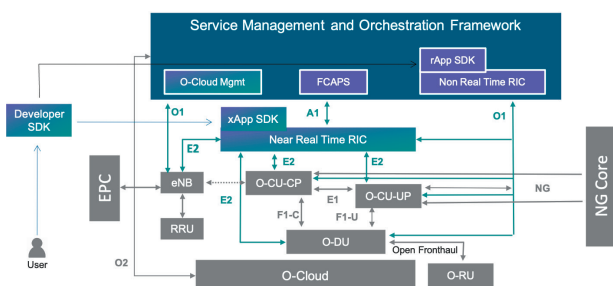 Service Management and Orchestration Framework
rApp SDK
O-Cloud Mgmt
FCAPS
Non Real Time RIC
O1
A1
O1
Developer
SDK
xApp SDK
Near Real Time RIC
E2
E2
E2
EPC
eNB
O-CU-CP
E2
E1
O-CU-UP
NG
NG Core
RRU
F1-C
F1-U
O-DU
User
O2
Open Fronthaul
O-Cloud
O-RU